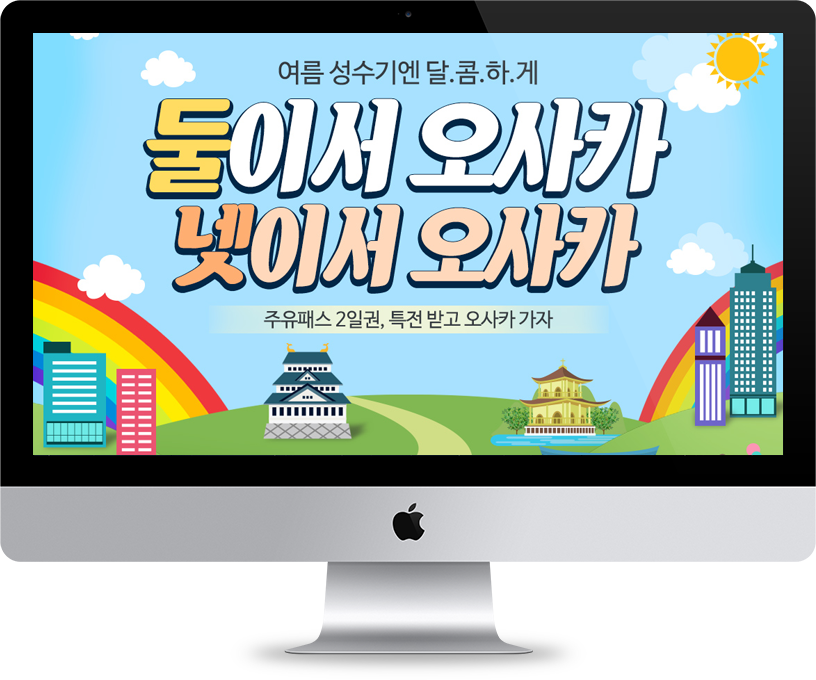 여름 성수기엔 달.콤.하.게
둘이서 오사카
넷이서 오사카
주유패스 2일권, 특전 받고 오사카 가자